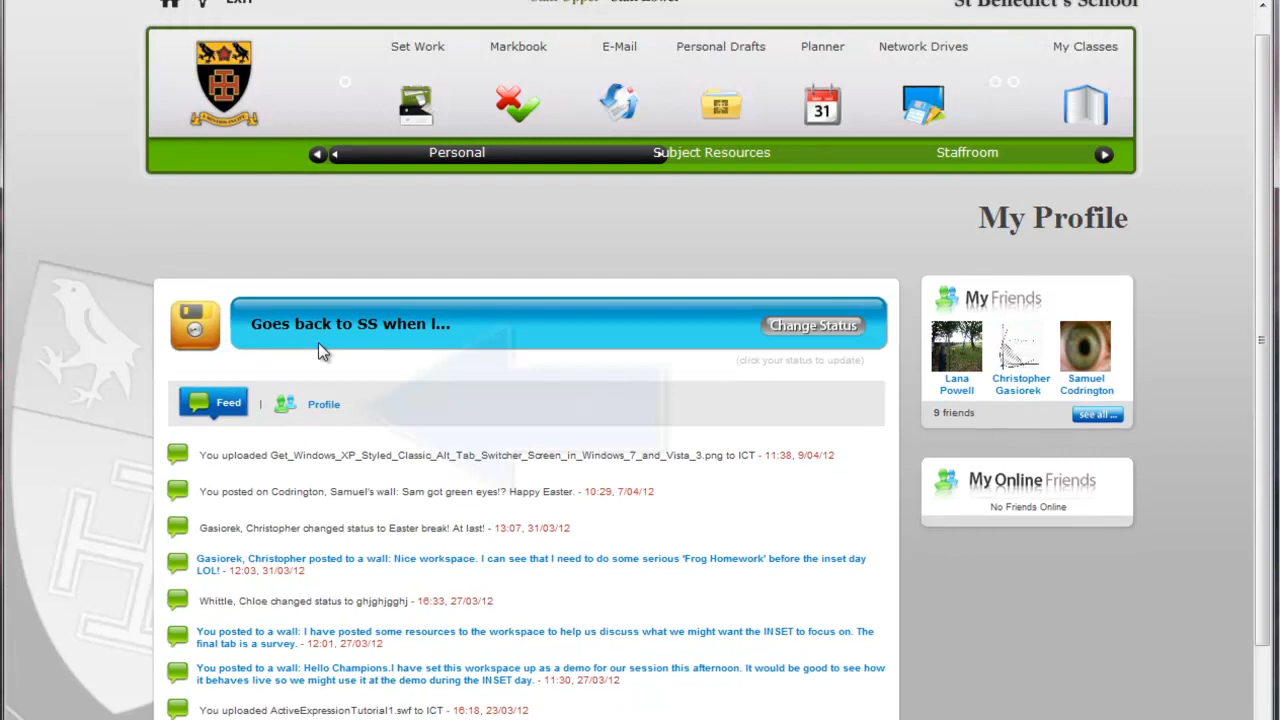 EXIT
St Benedict's School
Set Work Markbook E-Mail Personal Drafts Planner Network Drives My Classes
31
Personal Subject Resources Staffroom
My Profile
Goes back to SS when l...
Change Status
(click your status to update)
Feed | Profile
You uploaded Get_Windows_XP_Styled_Classic_Alt_Tab_Switcher_Screen_in_Windows_7_and_Vista_3.png to ICT - 11:38, 9/04/12
You posted on Codrington, Samuel's wall: Sam got green eyes!? Happy Easter. - 10:29, 7/04/12
Gasiorek, Christopher changed status to Easter break! At last! - 13:07, 31/03/12
Gasiorek, Christopher posted to a wall: Nice workspace. I can see that I need to do some serious 'Frog Homework' before the inset day
LOL! - 12:03, 31/03/12
Whittle, Chloe changed status to ghjghjgghj - 16:33, 27/03/12
You posted to a wall: I have posted some resources to the workspace to help us discuss what we might want the INSET to focus on. The
final tab is a survey. - 12:01, 27/03/12
You posted to a wall: Hello Champions.I have set this workspace up as a demo for our session this afternoon. It would be good to see how
it behaves live so we might use it at the demo during the INSET day. - 11:30, 27/03/12
You uploaded ActiveExpressionTutorial1.swf to ICT - 16:18, 23/03/12
My Friends
Lana Powell
Christopher Gasiorek
Samuel Codrington
9 friends
see all ...
My Online Friends
No Friends Online